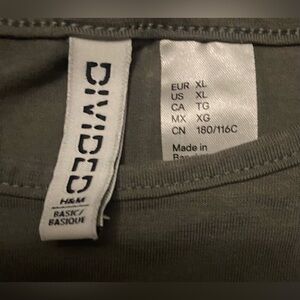 DIVIDED
H&M
BASIC/
BASIQUE
EUR XL
US XL
CA TG
MX XG
CN 180/116C
Made in